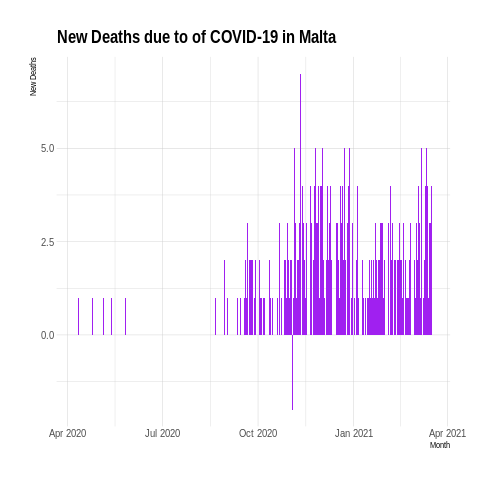 New Deaths due to of COVID-19 in Malta
New Deaths
5.0
2.5
0.0
Apr 2020 Jul 2020 Oct 2020 Jan 2021 Apr 2021
Month